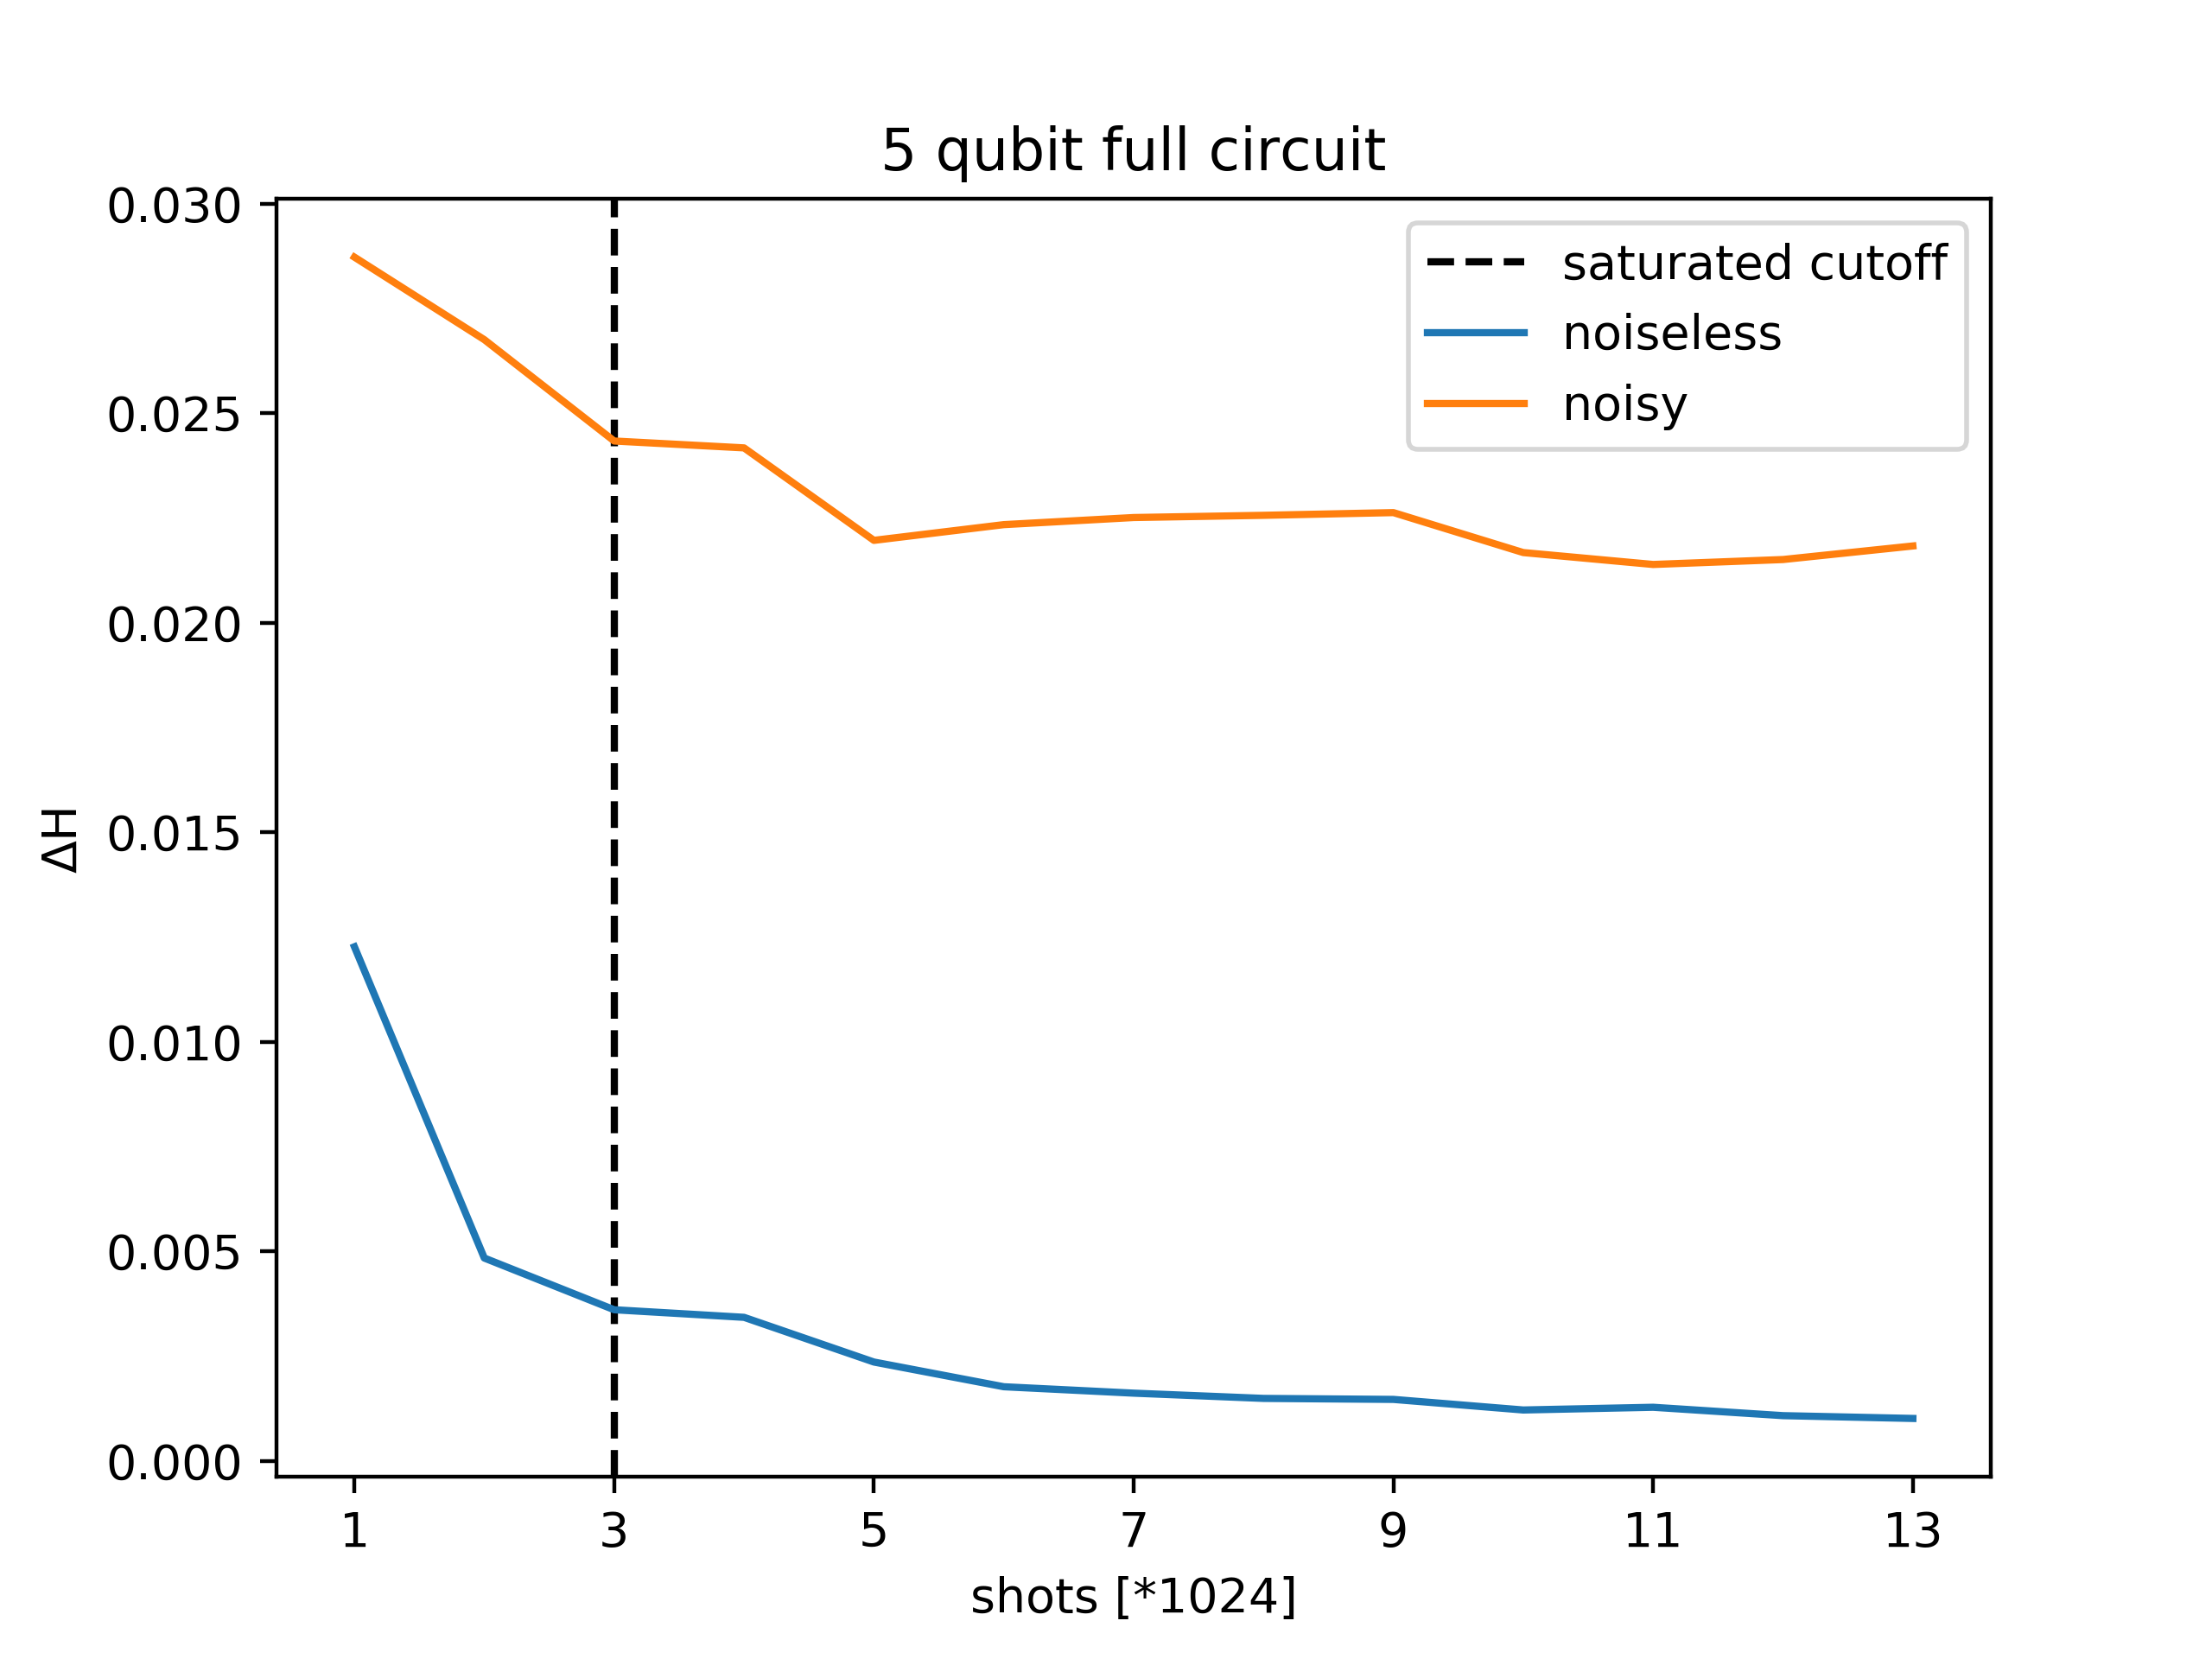 5 qubit full circuit
saturated cutoff
noiseless
noisy
0.030
0.025
0.020
0.015
0.010
0.005
0.000
ΔH
1 3 5 7 9 11 13
shots [*1024]